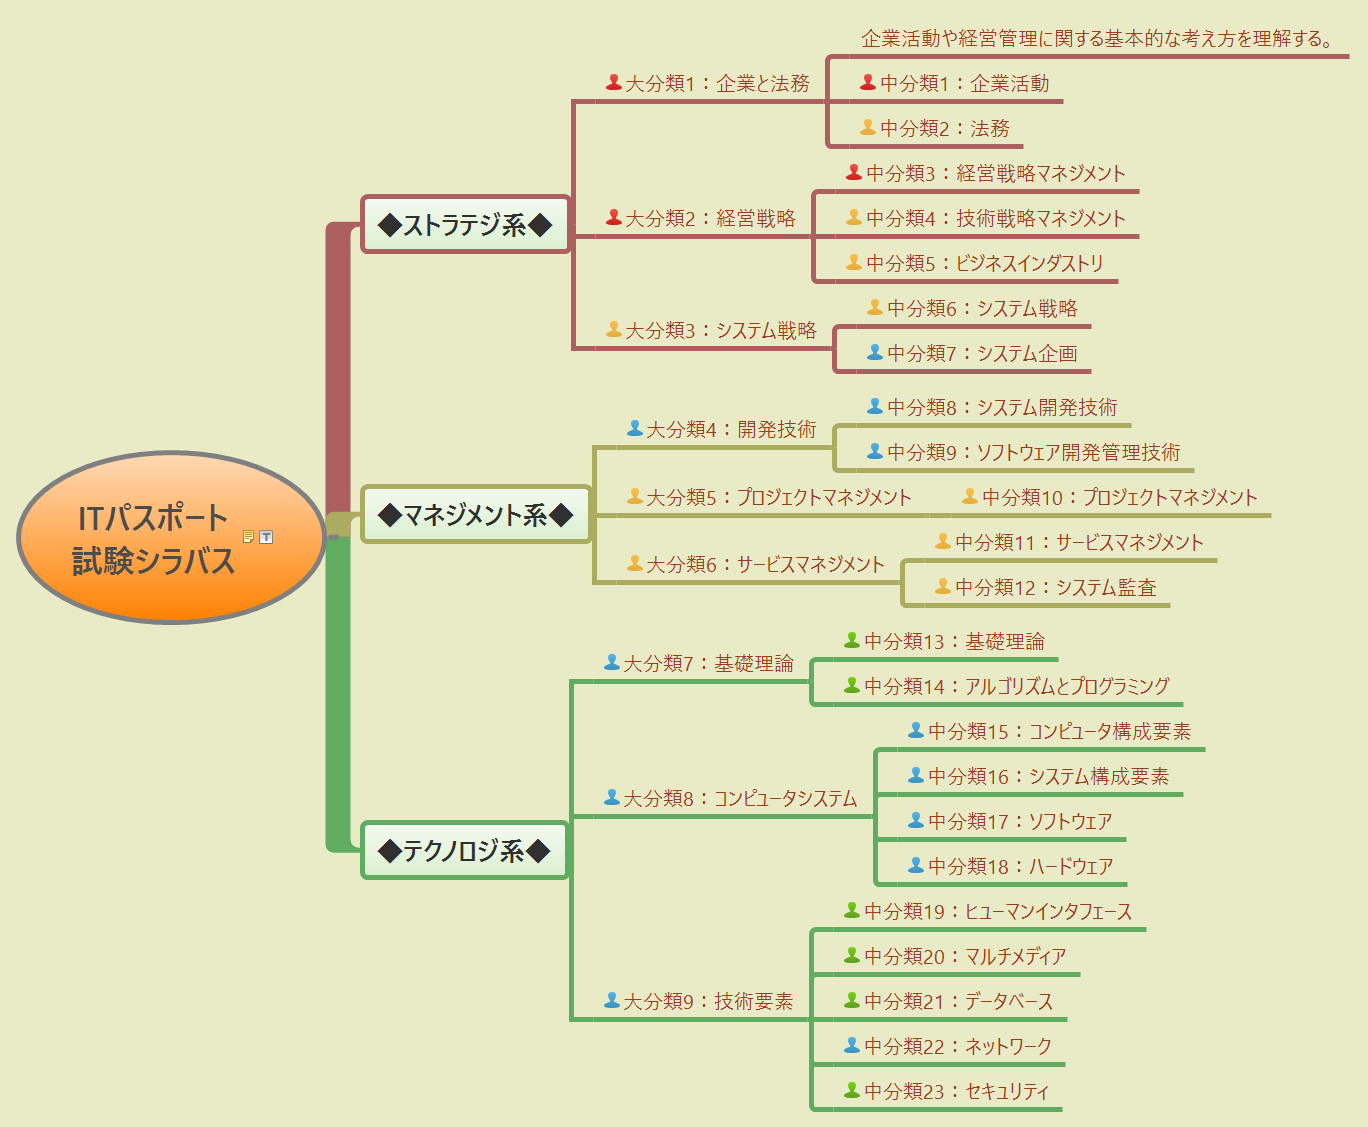 ITパスポート
試験シラバス
◆ストラテジ系◆
大分類1：企業と法務
企業活動や経営管理に関する基本的な考え方を理解する。
中分類1：企業活動
中分類2：法務
大分類2：経営戦略
中分類3：経営戦略マネジメント
中分類4：技術戦略マネジメント
中分類5：ビジネスインダストリ
大分類3：システム戦略
中分類6：システム戦略
中分類7：システム企画
◆マネジメント系◆
大分類4：開発技術
中分類8：システム開発技術
中分類9：ソフトウェア開発管理技術
大分類5：プロジェクトマネジメント
中分類10：プロジェクトマネジメント
大分類6：サービスマネジメント
中分類11：サービスマネジメント
中分類12：システム監査
◆テクノロジ系◆
大分類7：基礎理論
中分類13：基礎理論
中分類14：アルゴリズムとプログラミング
大分類8：コンピュータシステム
中分類15：コンピュータ構成要素
中分類16：システム構成要素
中分類17：ソフトウェア
中分類18：ハードウェア
大分類9：技術要素
中分類19：ヒューマンインタフェース
中分類20：マルチメディア
中分類21：データベース
中分類22：ネットワーク
中分類23：セキュリティ